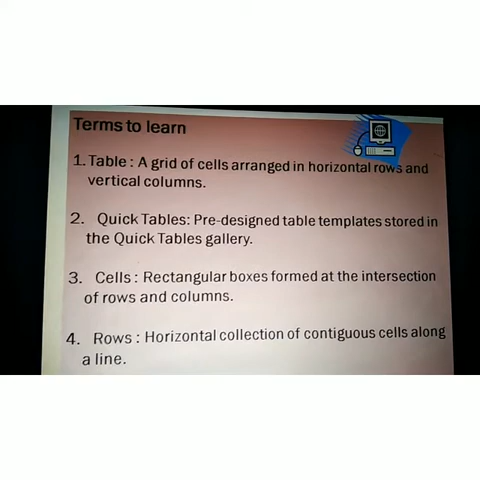 Terms to learn
1. Table : A grid of cells arranged in horizontal rows and
vertical columns.
2. Quick Tables: Pre-designed table templates stored in
the Quick Tables gallery.
3. Cells : Rectangular boxes formed at the intersection
of rows and columns.
4. Rows : Horizontal collection of contiguous cells along
a line.